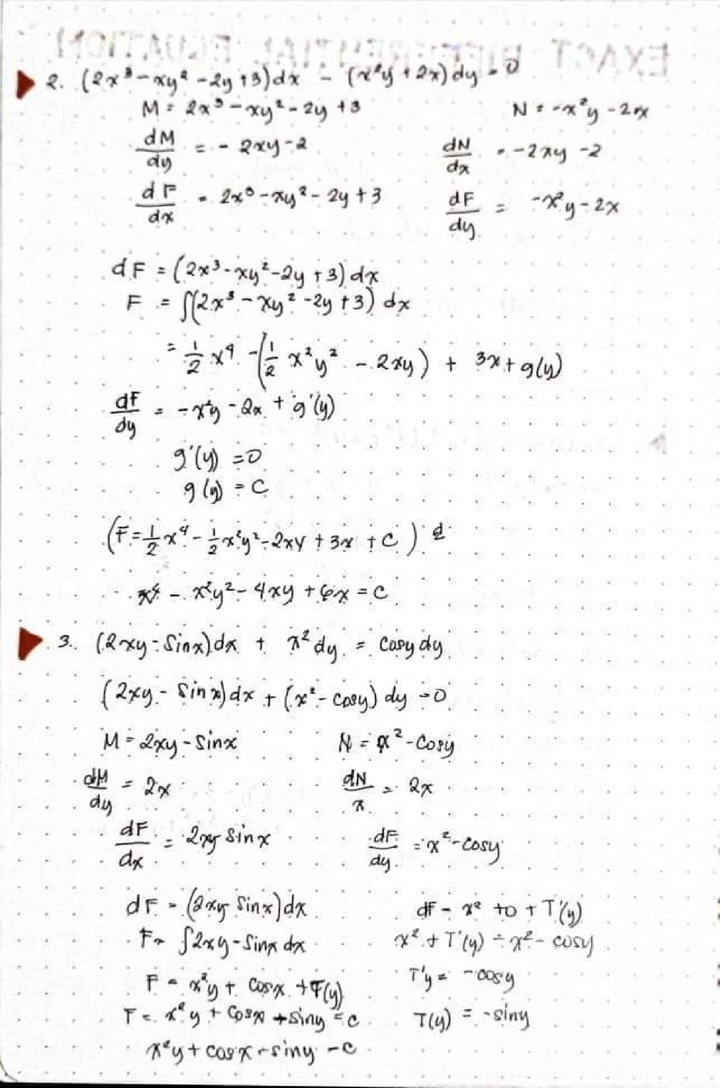 2. (2x³ - xy² - 2y + 3) dx - (x²y + 2x) dy = 0
M = 2x³ - xy² - 2y + 3 N = -x²y - 2x
dM/dy = - 2xy - 2 dN/dx = -2xy - 2
dF/dx = 2x³ - xy² - 2y + 3 dF/dy = -x²y - 2x
dF = (2x³ - xy² - 2y + 3) dx
F = ∫(2x³ - xy² - 2y + 3) dx
= 1/2 x⁴ - (1/2 x²y² - 2xy) + 3x + g(y)
dF/dy = -x²y - 2x + g'(y)
g'(y) = 0
g(y) = C
(F = 1/2 x⁴ - 1/2 x²y² - 2xy + 3x + C) 2
x⁴ - x²y² - 4xy + 6x = C
3. (2xy - Sinx) dx + x² dy = Cosy dy
(2xy - Sin x) dx + (x² - Cosy) dy = 0
M = 2xy - Sinx N = x² - Cosy
dM/dy = 2x dN/x = 2x
dF/dx = 2xy Sinx dF/dy = x² - Cosy
dF = (2xy Sinx) dx dF = x² to + T'(y)
F = ∫2xy - Sinx dx x² + T'(y) = x² - cosy
F = x²y + Cosx + T(y) T'y = - cosy
F = x²y + Cosx + siny = c T(y) = -siny
x²y + cosx - siny = c